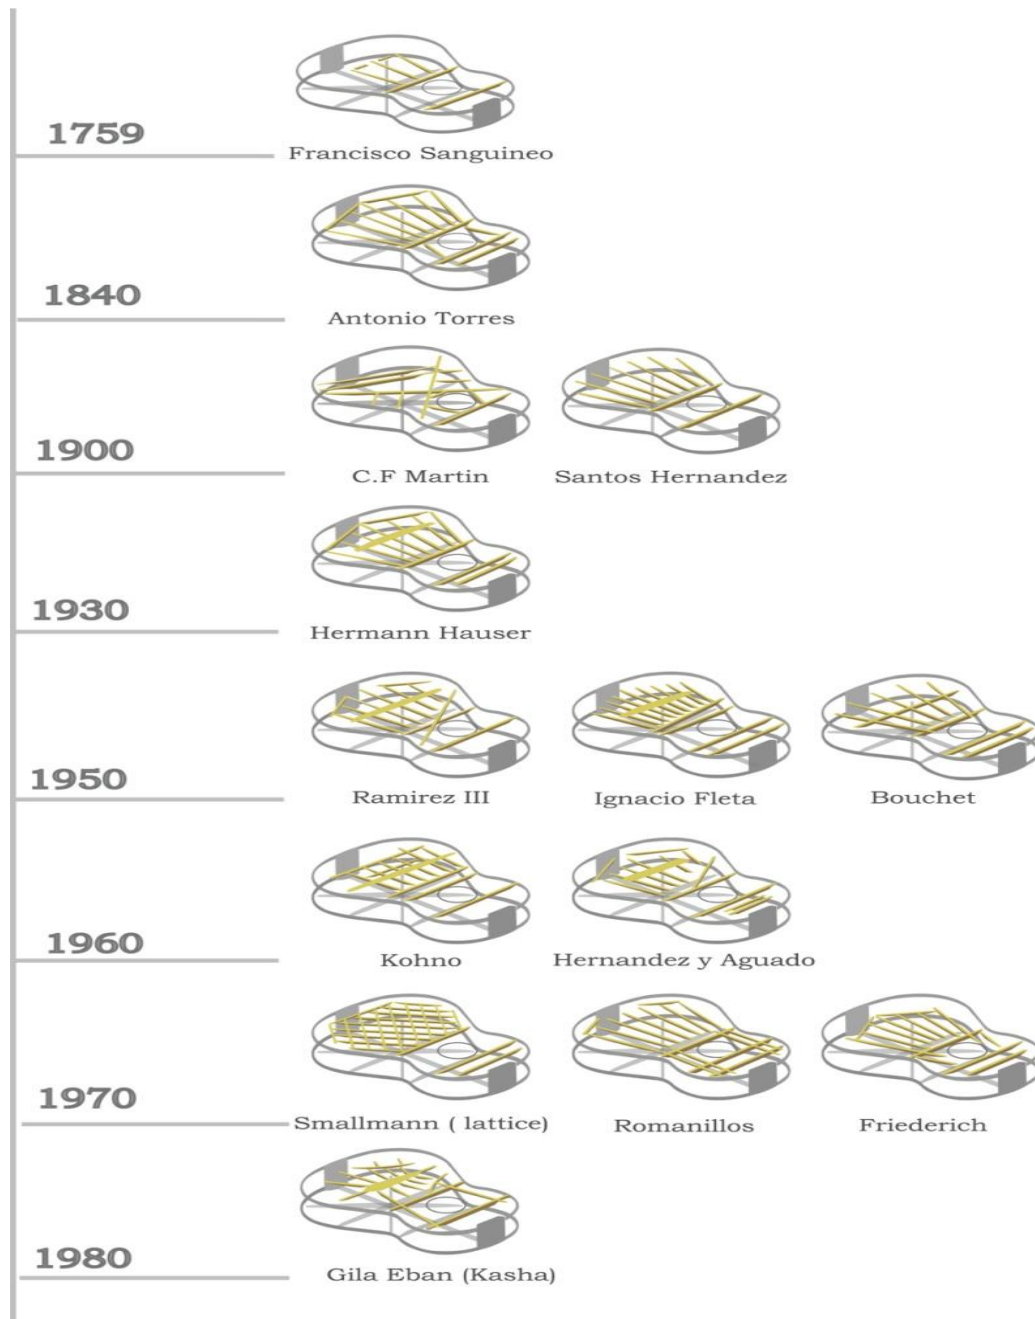 1759
Francisco Sanguineo
1840
Antonio Torres
1900
C.F Martin
Santos Hernandez
1930
Hermann Hauser
1950
Ramirez III
Ignacio Fleta
Bouchet
1960
Kohno
Hernandez y Aguado
1970
Smallmann ( lattice)
Romanillos
Friederich
1980
Gila Eban (Kasha)